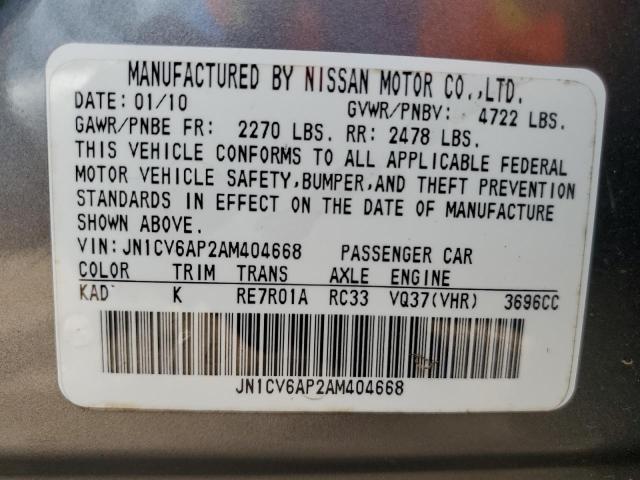 MANUFACTURED BY NISSAN MOTOR CO.,LTD.
DATE: 01/10 GVWR/PNBV: 4722 LBS.
GAWR/PNBE FR: 2270 LBS. RR: 2478 LBS.
THIS VEHICLE CONFORMS TO ALL APPLICABLE FEDERAL
MOTOR VEHICLE SAFETY,BUMPER,AND THEFT PREVENTION
STANDARDS IN EFFECT ON THE DATE OF MANUFACTURE
SHOWN ABOVE.
VIN: JN1CV6AP2AM404668 PASSENGER CAR
COLOR TRIM TRANS AXLE ENGINE
KAD K RE7R01A RC33 VQ37(VHR) 3696CC
JN1CV6AP2AM404668